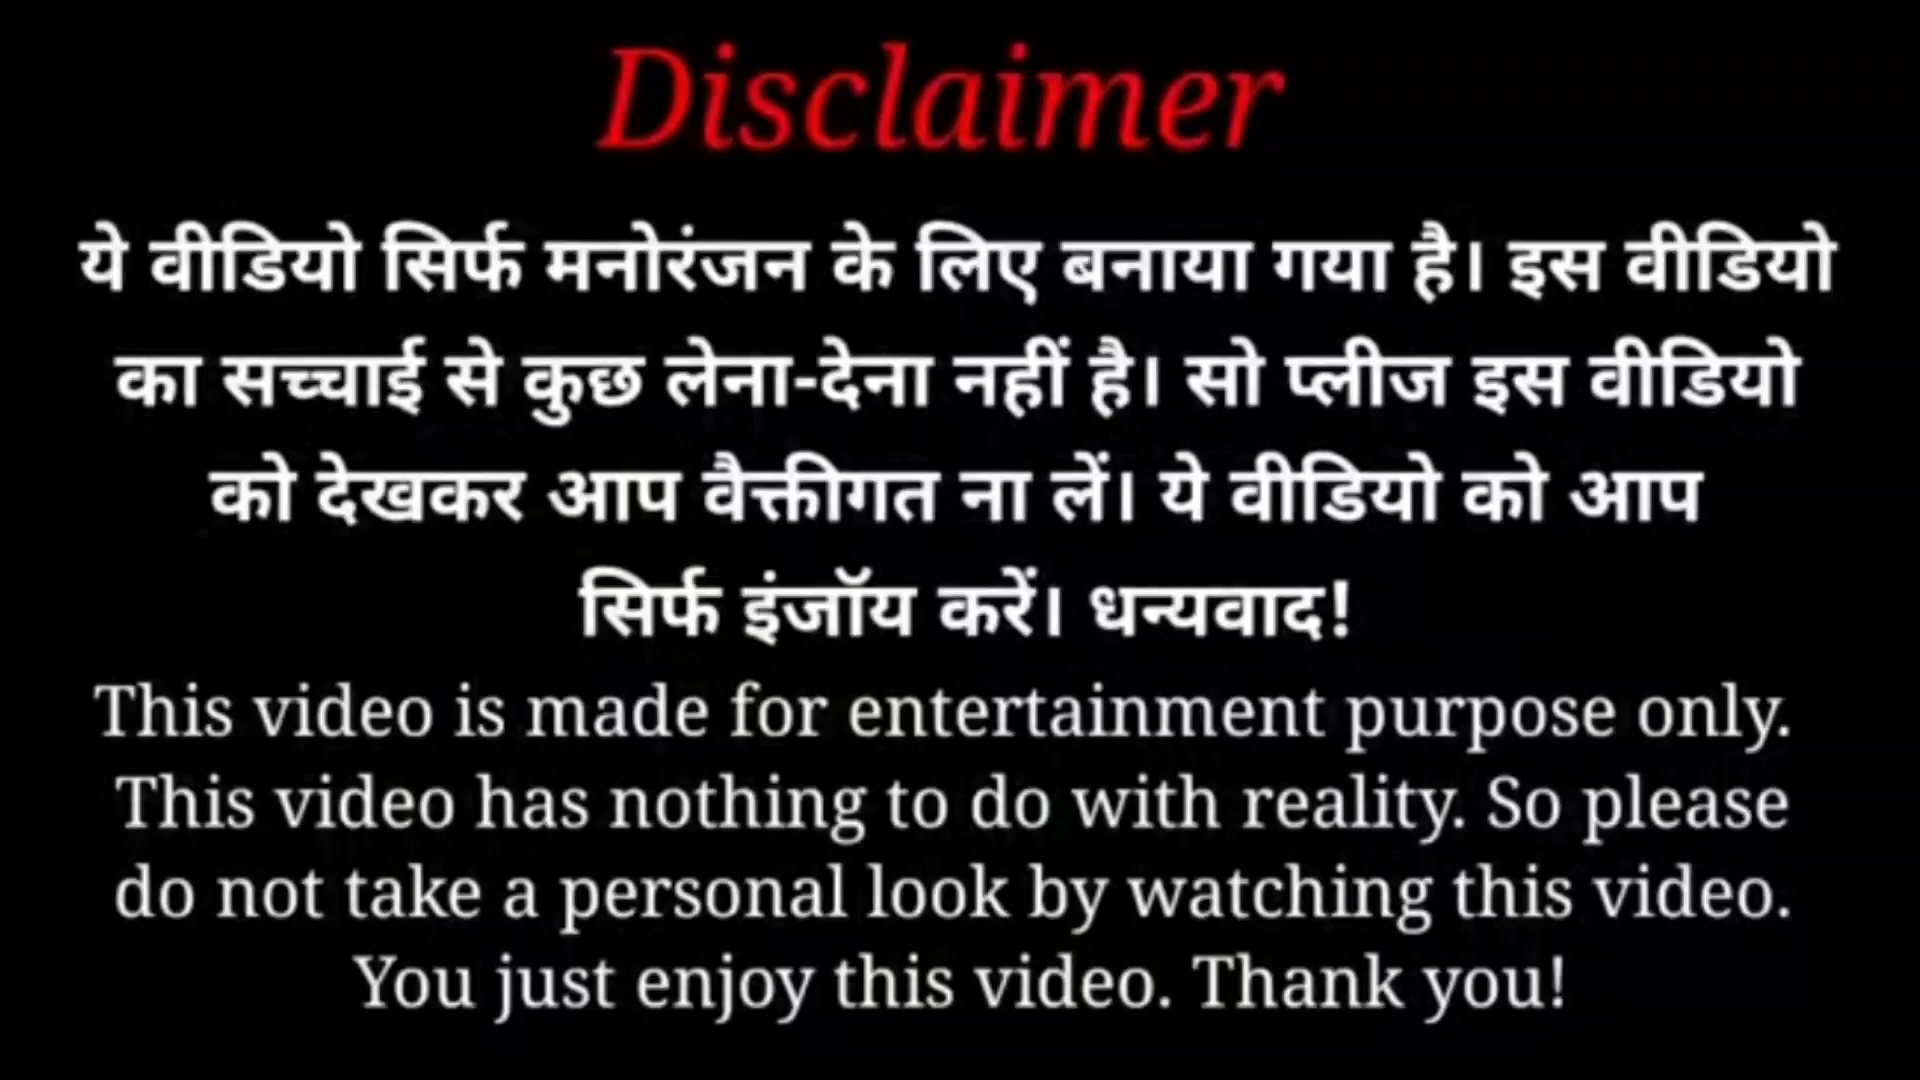 Disclaimer
ये वीडियो सिर्फ मनोरंजन के लिए बनाया गया है। इस वीडियो
का सच्चाई से कुछ लेना-देना नहीं है। सो प्लीज इस वीडियो
को देखकर आप वैक्तीगत ना लें। ये वीडियो को आप
सिर्फ इंजॉय करें। धन्यवाद!
This video is made for entertainment purpose only.
This video has nothing to do with reality. So please
do not take a personal look by watching this video.
You just enjoy this video. Thank you!